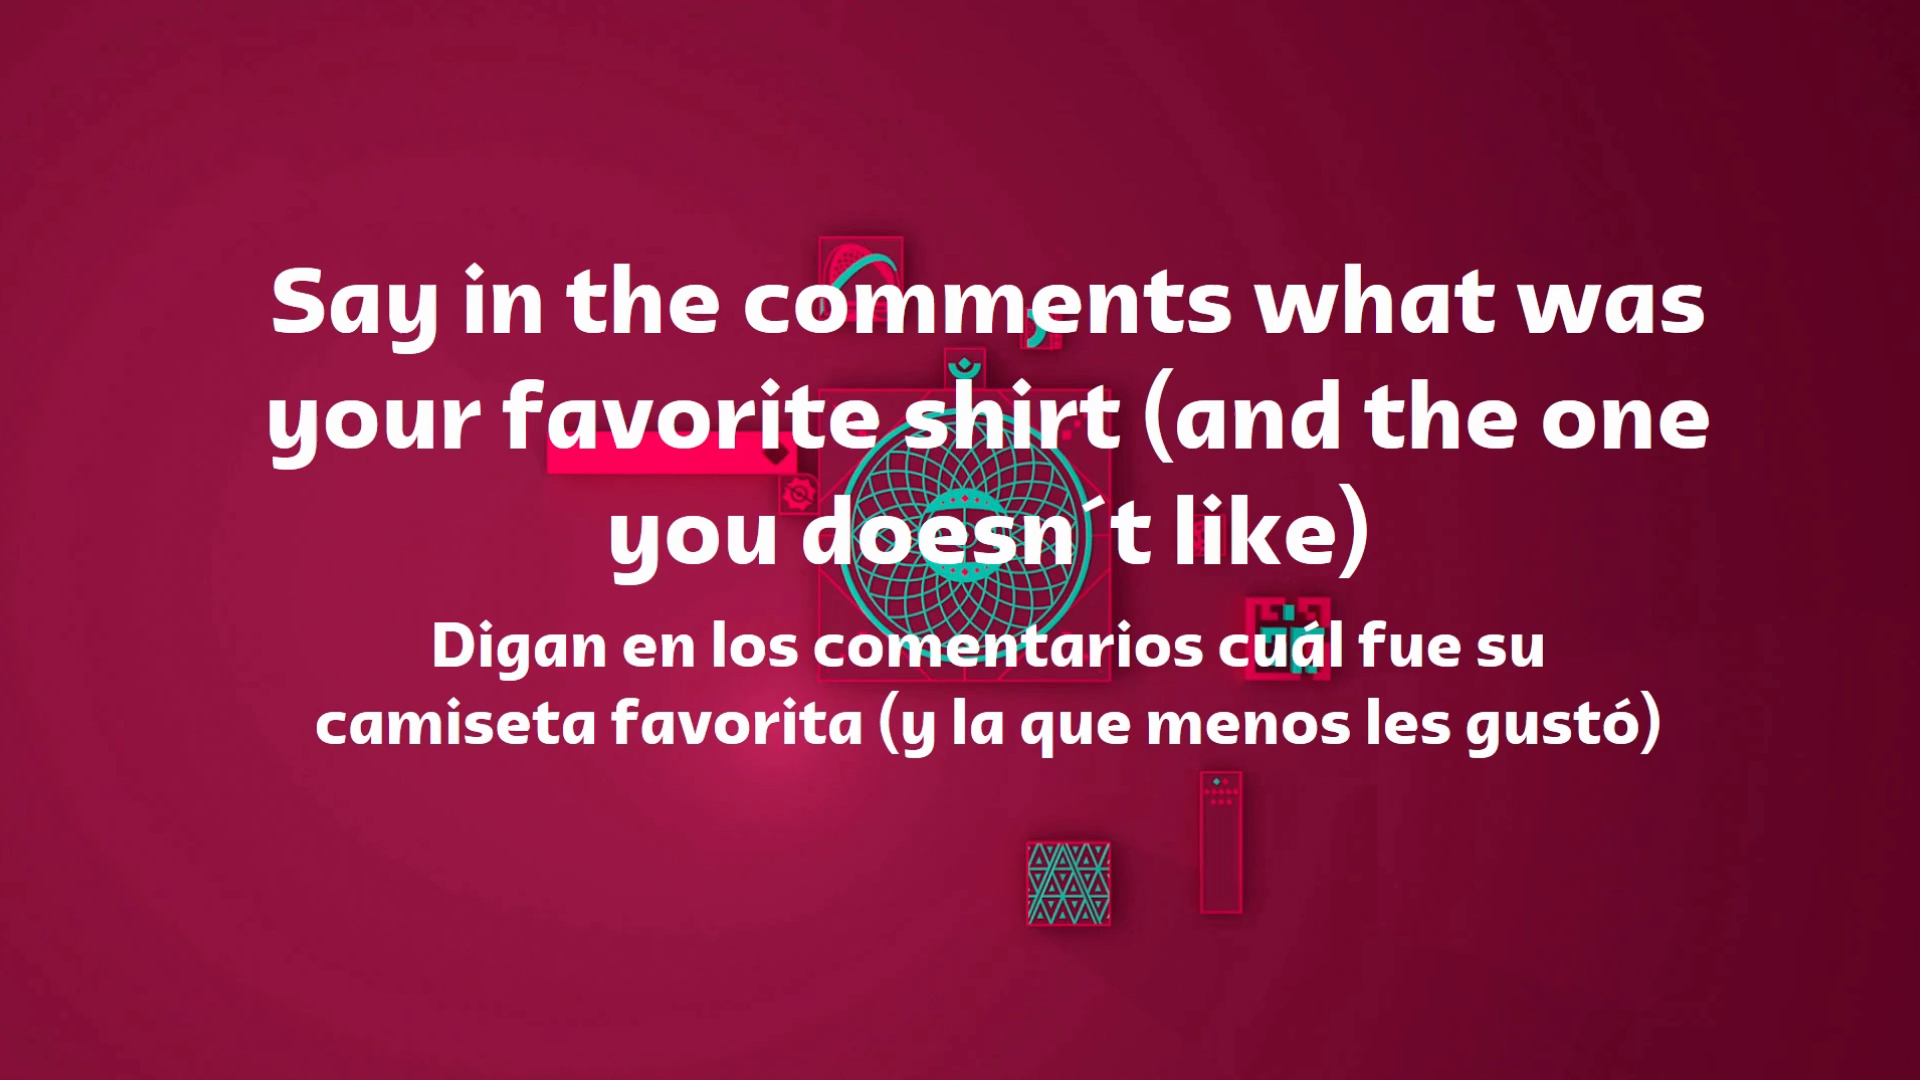 Say in the comments what was
your favorite shirt (and the one
you doesn´t like)
Digan en los comentarios cuál fue su
camiseta favorita (y la que menos les gustó)